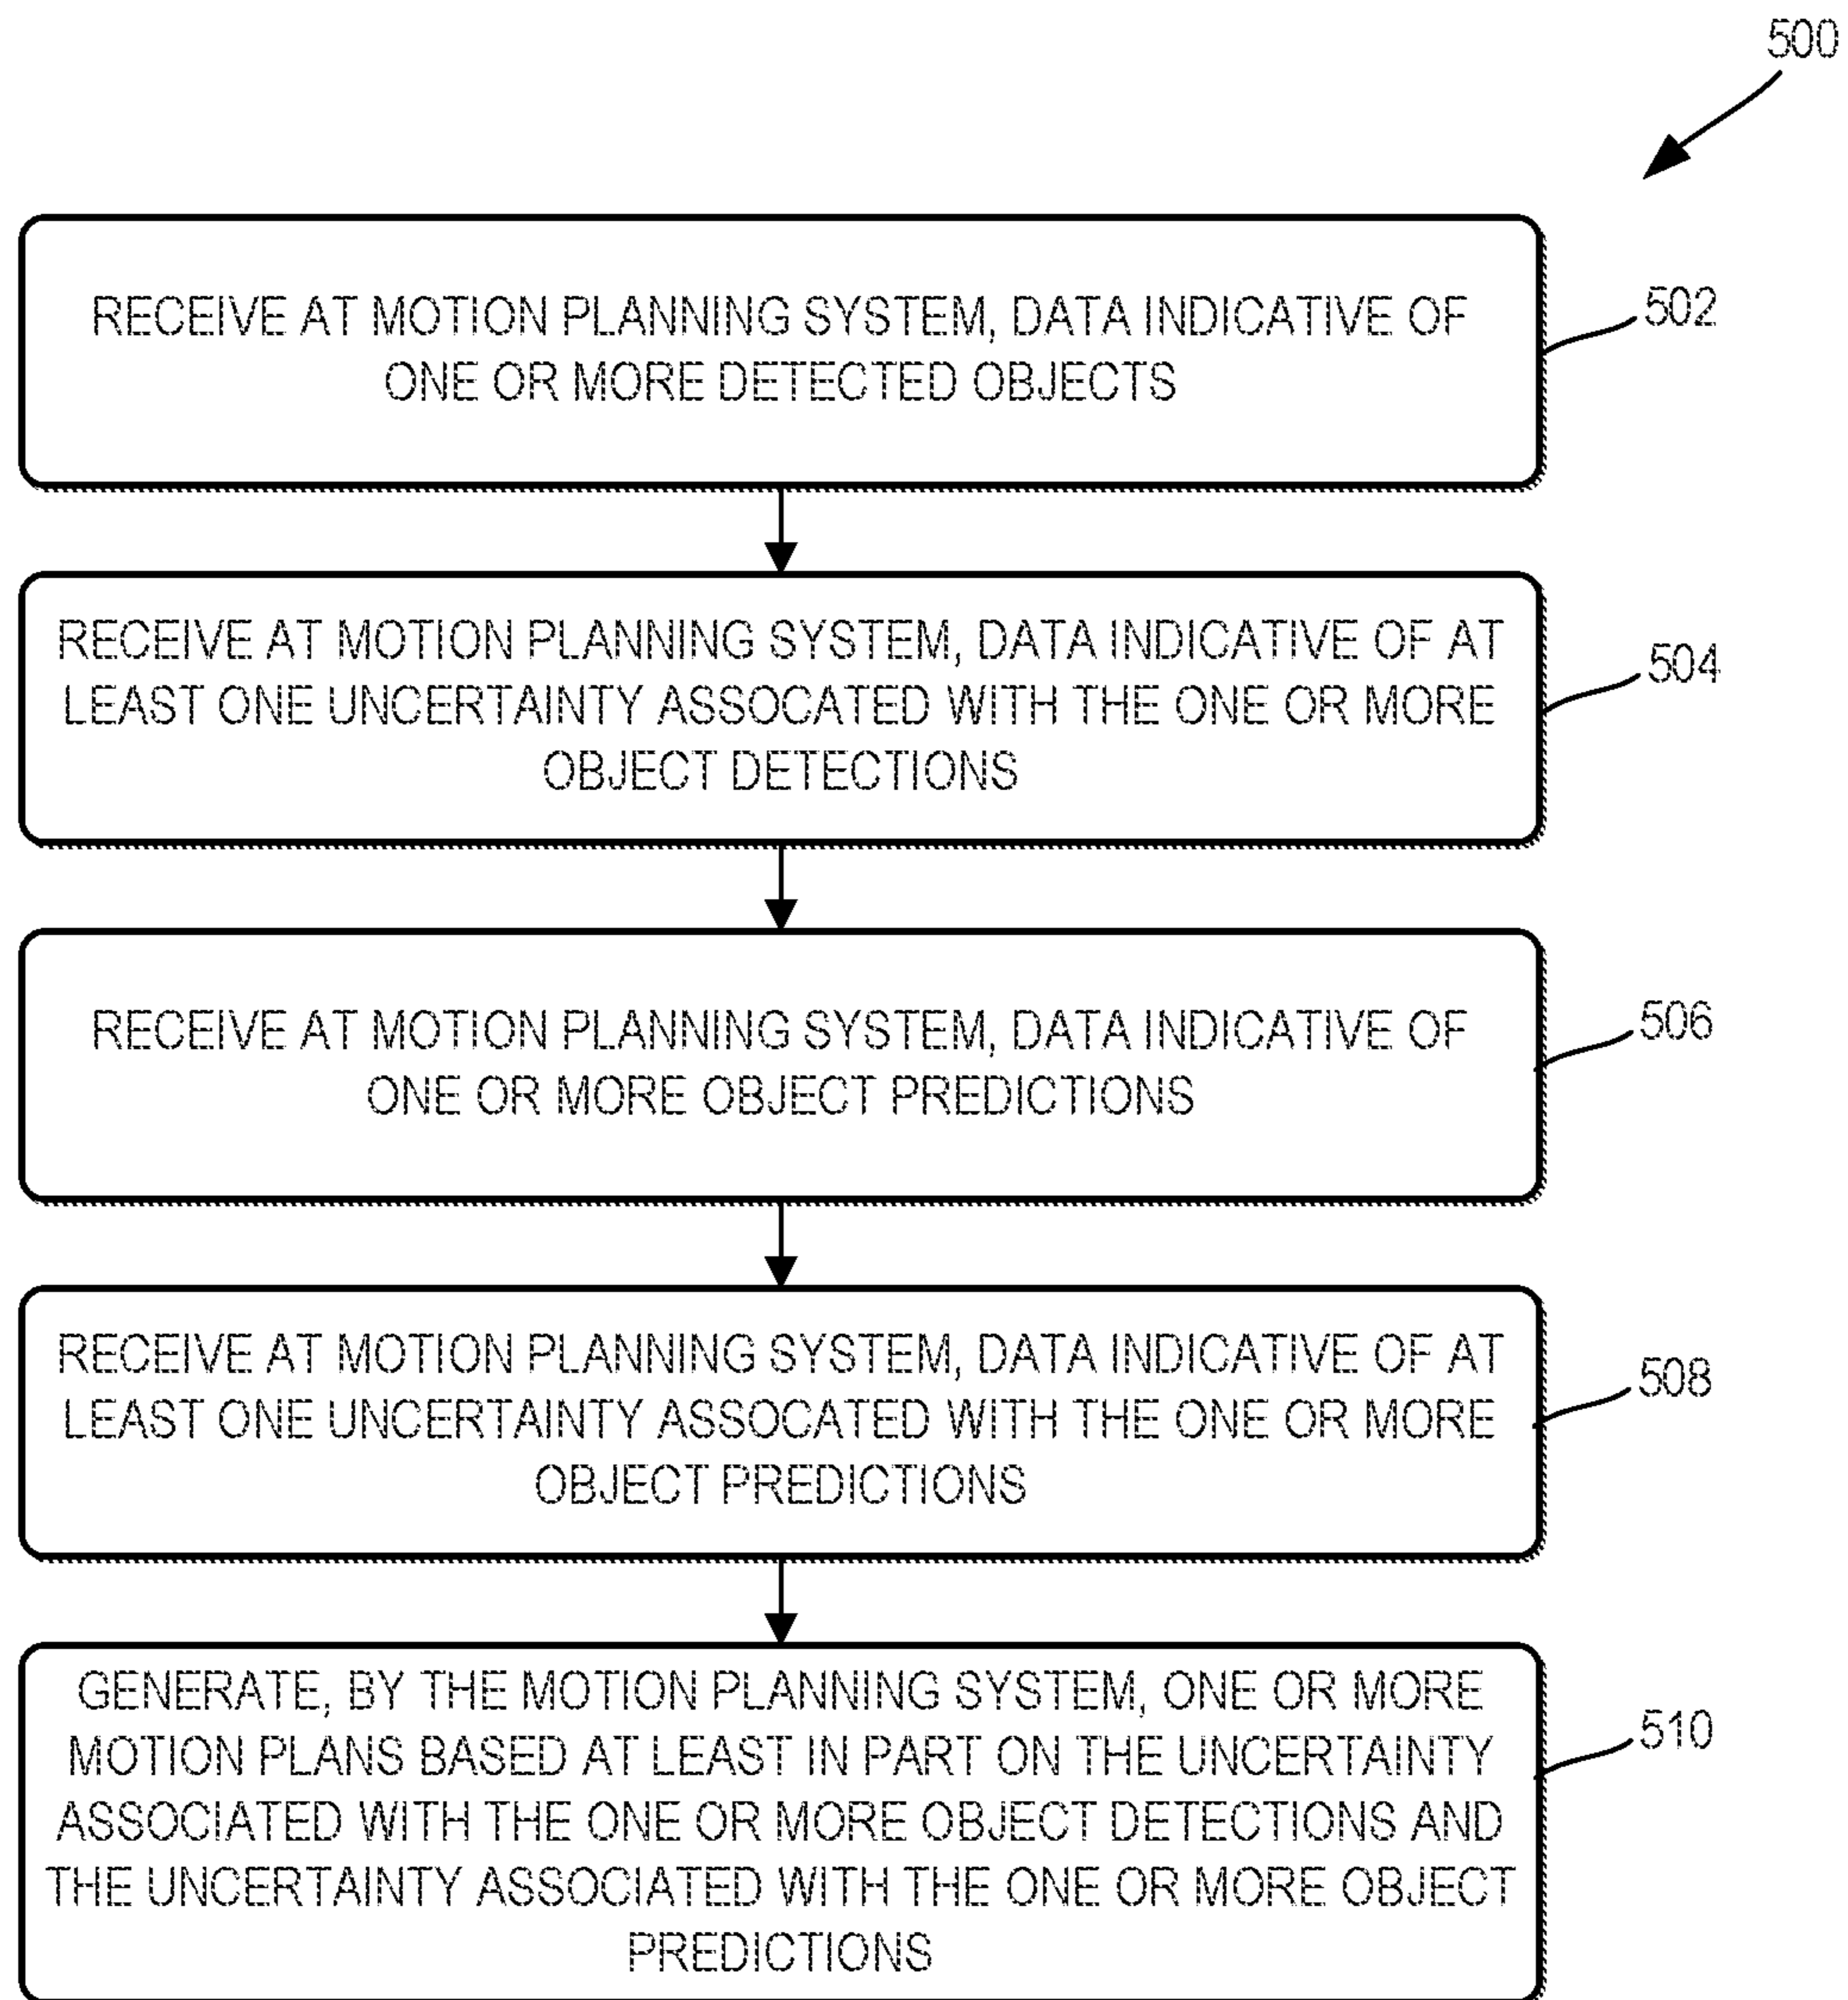 500
RECEIVE AT MOTION PLANNING SYSTEM, DATA INDICATIVE OF
ONE OR MORE DETECTED OBJECTS
502
RECEIVE AT MOTION PLANNING SYSTEM, DATA INDICATIVE OF AT
LEAST ONE UNCERTAINTY ASSOCATED WITH THE ONE OR MORE
OBJECT DETECTIONS
504
RECEIVE AT MOTION PLANNING SYSTEM, DATA INDICATIVE OF
ONE OR MORE OBJECT PREDICTIONS
506
RECEIVE AT MOTION PLANNING SYSTEM, DATA INDICATIVE OF AT
LEAST ONE UNCERTAINTY ASSOCATED WITH THE ONE OR MORE
OBJECT PREDICTIONS
508
GENERATE, BY THE MOTION PLANNING SYSTEM, ONE OR MORE
MOTION PLANS BASED AT LEAST IN PART ON THE UNCERTAINTY
ASSOCIATED WITH THE ONE OR MORE OBJECT DETECTIONS AND
THE UNCERTAINTY ASSOCIATED WITH THE ONE OR MORE OBJECT
PREDICTIONS
510